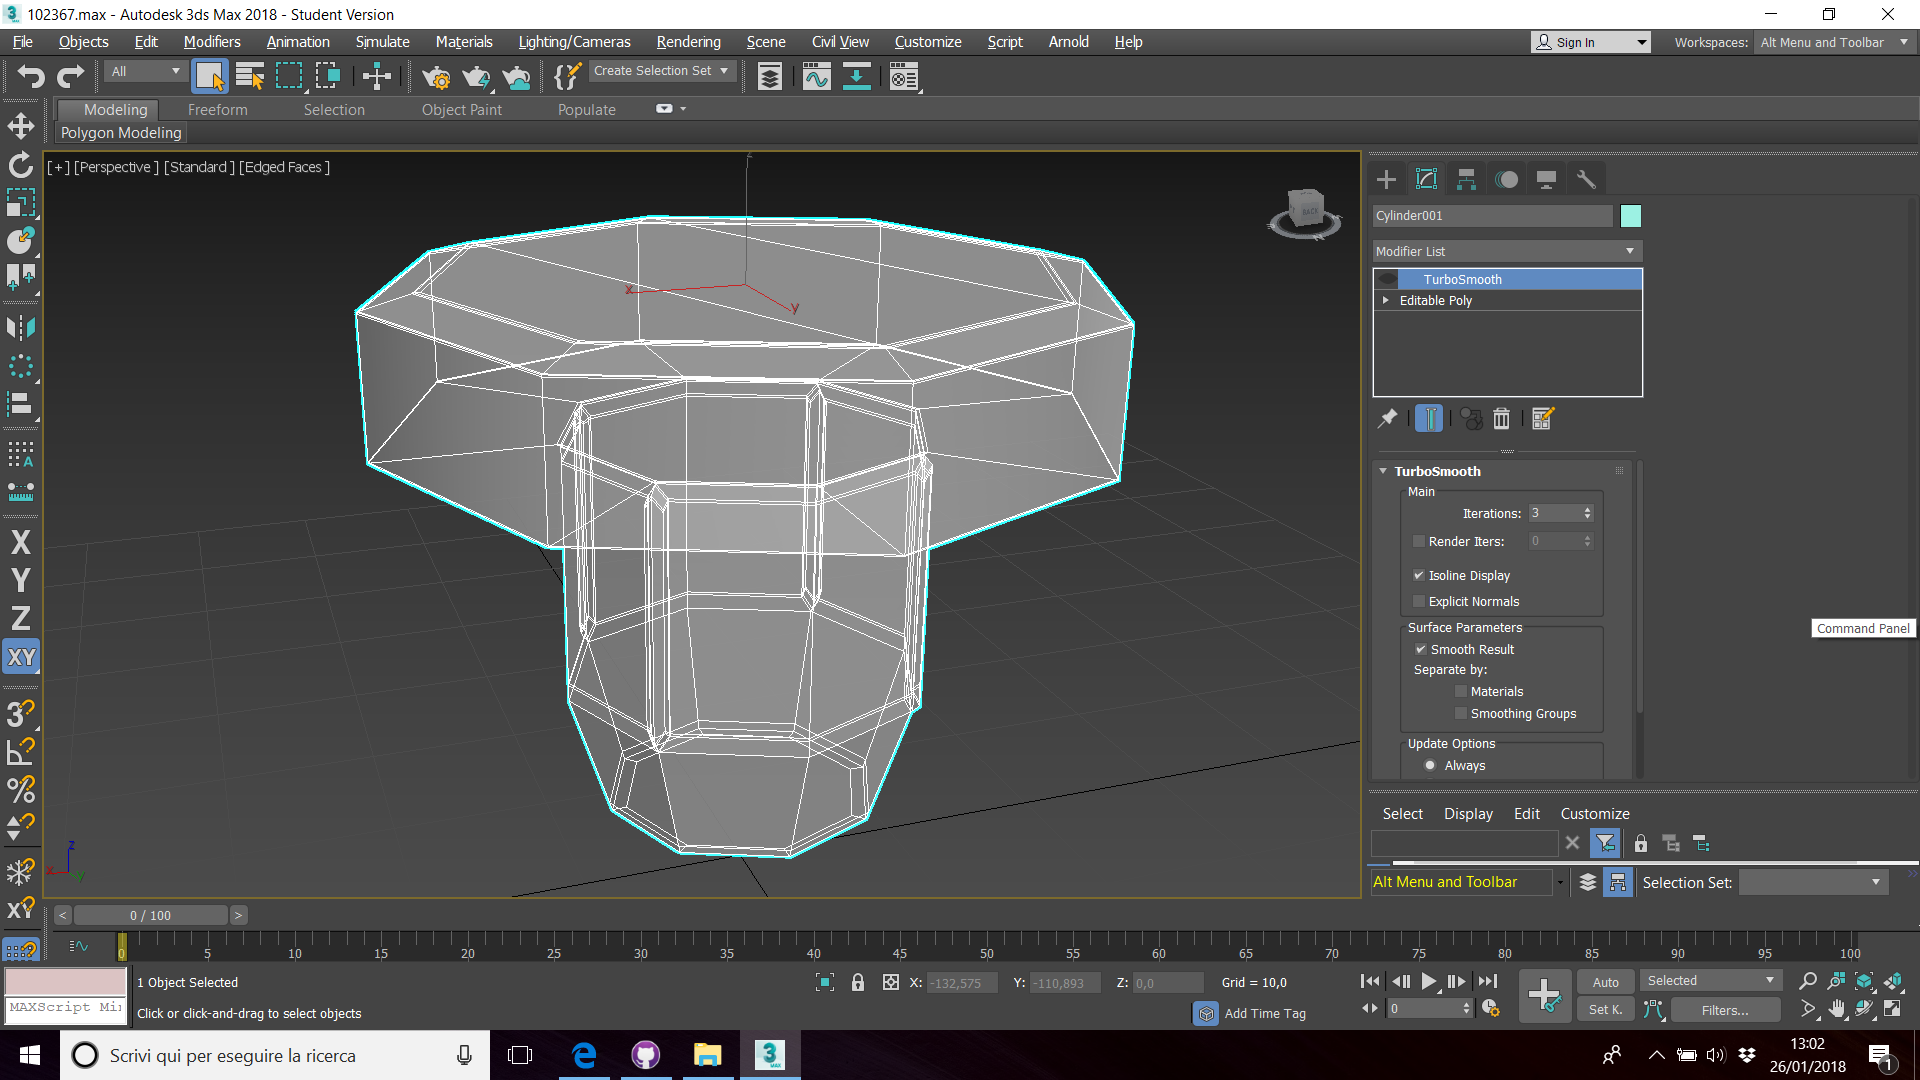 102367.max - Autodesk 3ds Max 2018 - Student Version
File Objects Edit Modifiers Animation Simulate Materials Lighting/Cameras Rendering Scene Civil View Customize Script Arnold Help
Sign In
Workspaces: Alt Menu and Toolbar
All
Create Selection Set
Modeling Freeform Selection Object Paint Populate
Polygon Modeling
[+] [Perspective ] [Standard ] [Edged Faces ]
z
x
y
BACK
Cylinder001
Modifier List
TurboSmooth
Editable Poly
X
Y
Z
XY
3
%
XY
TurboSmooth
Main
Iterations: 3
Render Iters: 0
Isoline Display
Explicit Normals
Surface Parameters
Smooth Result
Separate by:
Materials
Smoothing Groups
Update Options
Always
Command Panel
Select Display Edit Customize
Alt Menu and Toolbar
Selection Set:
z
x
y
< 0 / 100 >
0 5 10 15 20 25 30 35 40 45 50 55 60 65 70 75 80 85 90 95 100
1 Object Selected
X: -132,575 Y: -110,893 Z: 0,0 Grid = 10,0
Auto Selected
MAXScript Mi
Click or click-and-drag to select objects
Add Time Tag
0
Set K. Filters...
Scrivi qui per eseguire la ricerca
3
MAX
13:02
26/01/2018
1